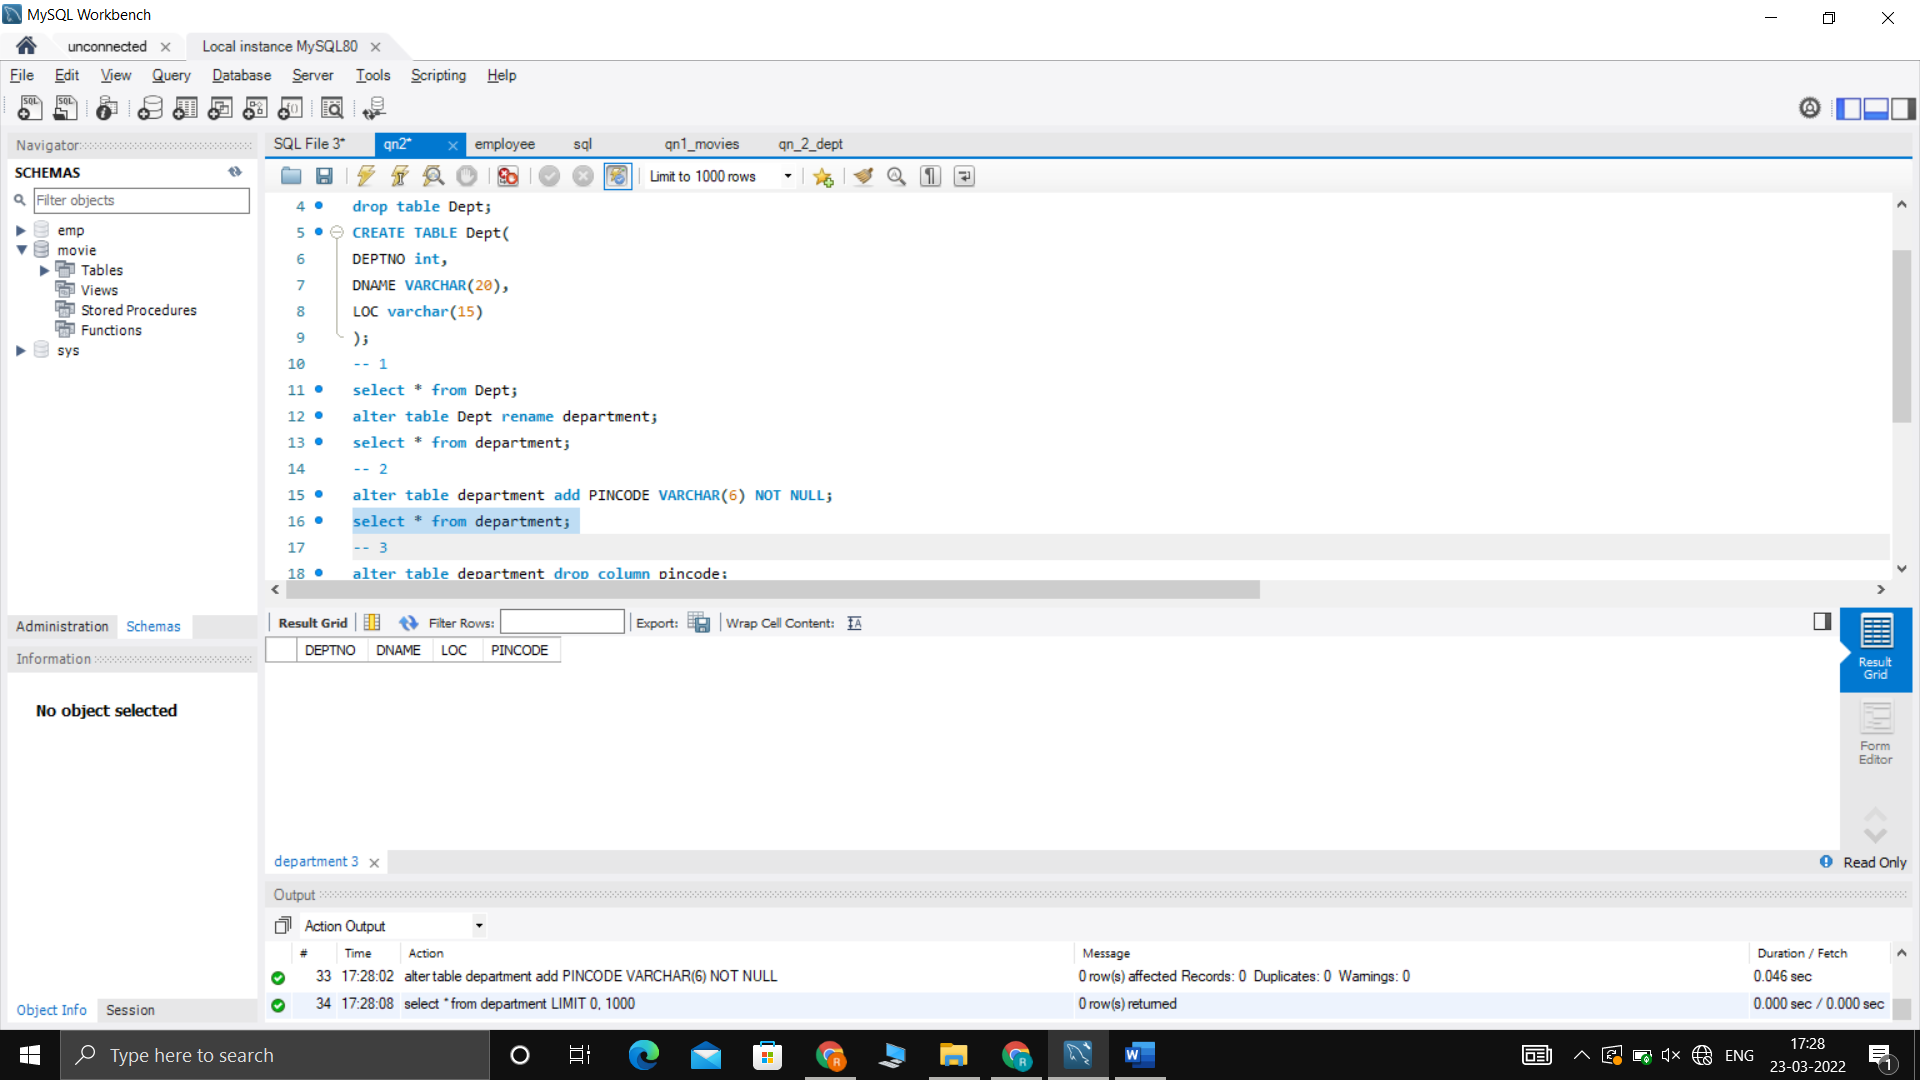 MySQL Workbench
unconnected
Local instance MySQL80
File Edit View Query Database Server Tools Scripting Help
Navigator
SCHEMAS
Filter objects
emp
movie
Tables
Views
Stored Procedures
Functions
sys
Administration Schemas
Information
No object selected
Object Info Session
SQL File 3* qn2* employee sql qn1_movies qn_2_dept
Limit to 1000 rows
4 drop table Dept;
5 CREATE TABLE Dept(
6 DEPTNO int,
7 DNAME VARCHAR(20),
8 LOC varchar(15)
9 );
10 -- 1
11 select * from Dept;
12 alter table Dept rename department;
13 select * from department;
14 -- 2
15 alter table department add PINCODE VARCHAR(6) NOT NULL;
16 select * from department;
17 -- 3
18 alter table department drop column pincode;
Result Grid Filter Rows: Export: Wrap Cell Content:
DEPTNO DNAME LOC PINCODE
Result Grid
Form Editor
department 3
Read Only
Output
Action Output
# Time Action Message Duration / Fetch
33 17:28:02 alter table department add PINCODE VARCHAR(6) NOT NULL 0 row(s) affected Records: 0 Duplicates: 0 Warnings: 0 0.046 sec
34 17:28:08 select * from department LIMIT 0, 1000 0 row(s) returned 0.000 sec / 0.000 sec
Type here to search
ENG
17:28
23-03-2022
1